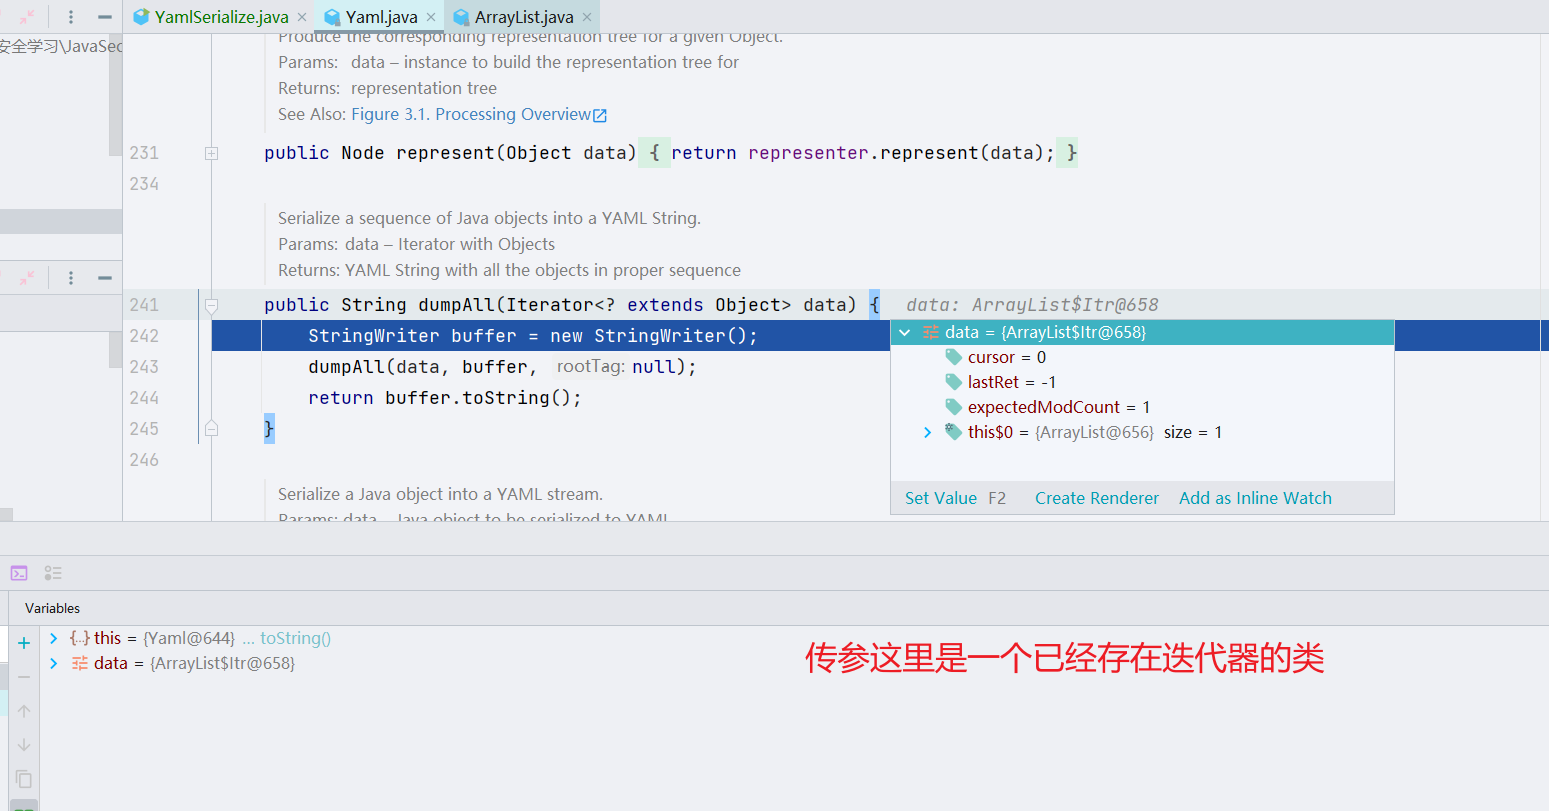 YamlSerialize.java
Yaml.java
ArrayList.java
安全学习\JavaSec
Produce the corresponding representation tree for a given Object.
Params: data – instance to build the representation tree for
Returns: representation tree
See Also: Figure 3.1. Processing Overview
231 public Node represent(Object data) { return representer.represent(data); }
234
Serialize a sequence of Java objects into a YAML String.
Params: data – Iterator with Objects
Returns: YAML String with all the objects in proper sequence
241 public String dumpAll(Iterator<? extends Object> data) { data: ArrayList$Itr@658
242 StringWriter buffer = new StringWriter();
243 dumpAll(data, buffer, rootTag: null);
244 return buffer.toString();
245 }
246
data = {ArrayList$Itr@658}
cursor = 0
lastRet = -1
expectedModCount = 1
this$0 = {ArrayList@656} size = 1
Set Value F2 Create Renderer Add as Inline Watch
Serialize a Java object into a YAML stream.
Params: data – Java object to be serialized to YAML
Variables
this = {Yaml@644} ... toString()
data = {ArrayList$Itr@658}
传参这里是一个已经存在迭代器的类